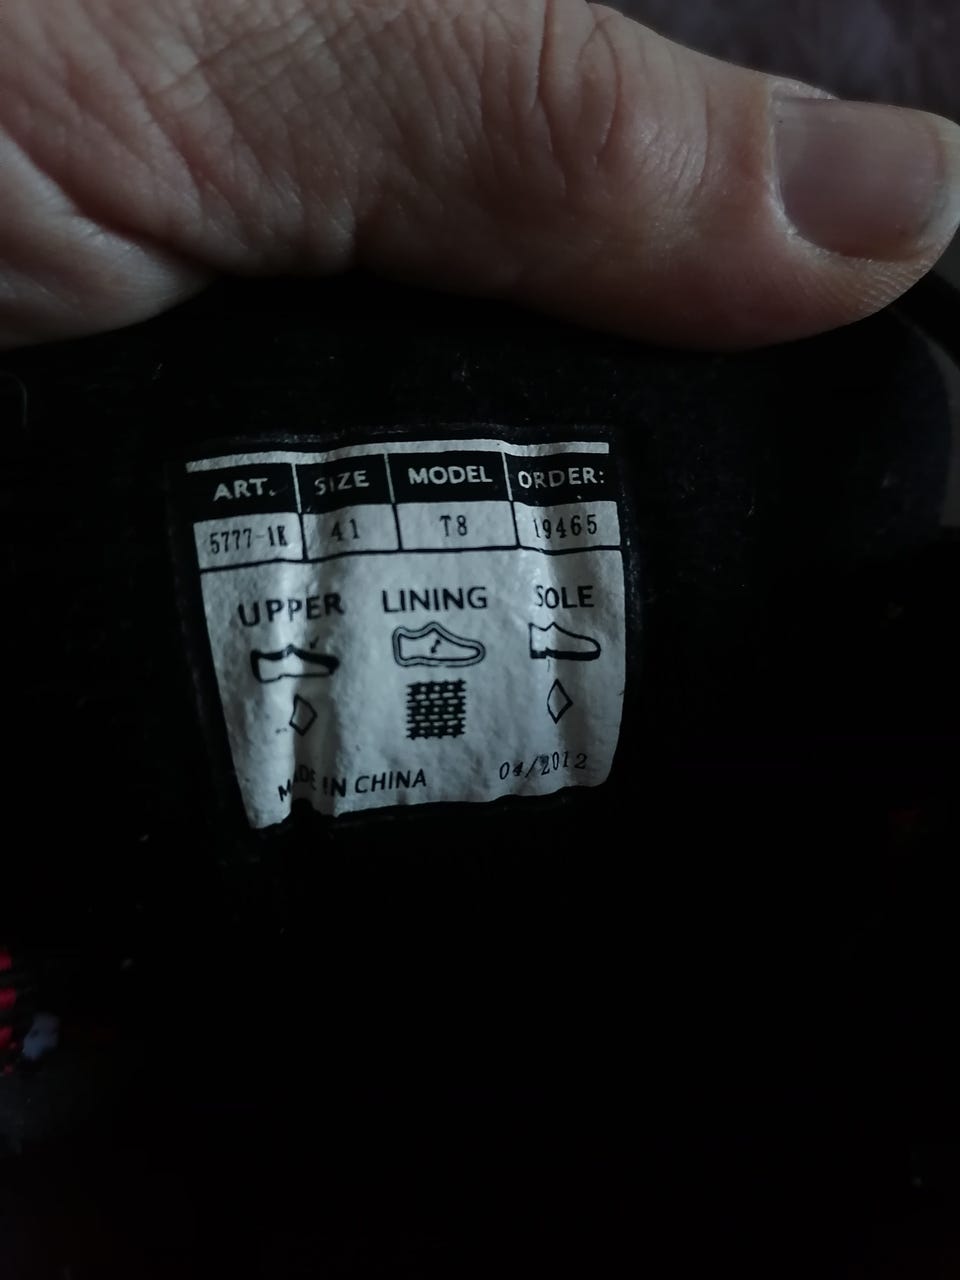 ART. SIZE MODEL ORDER:
5777-1K 41 T8 19465
UPPER LINING SOLE
MADE IN CHINA 04/2012